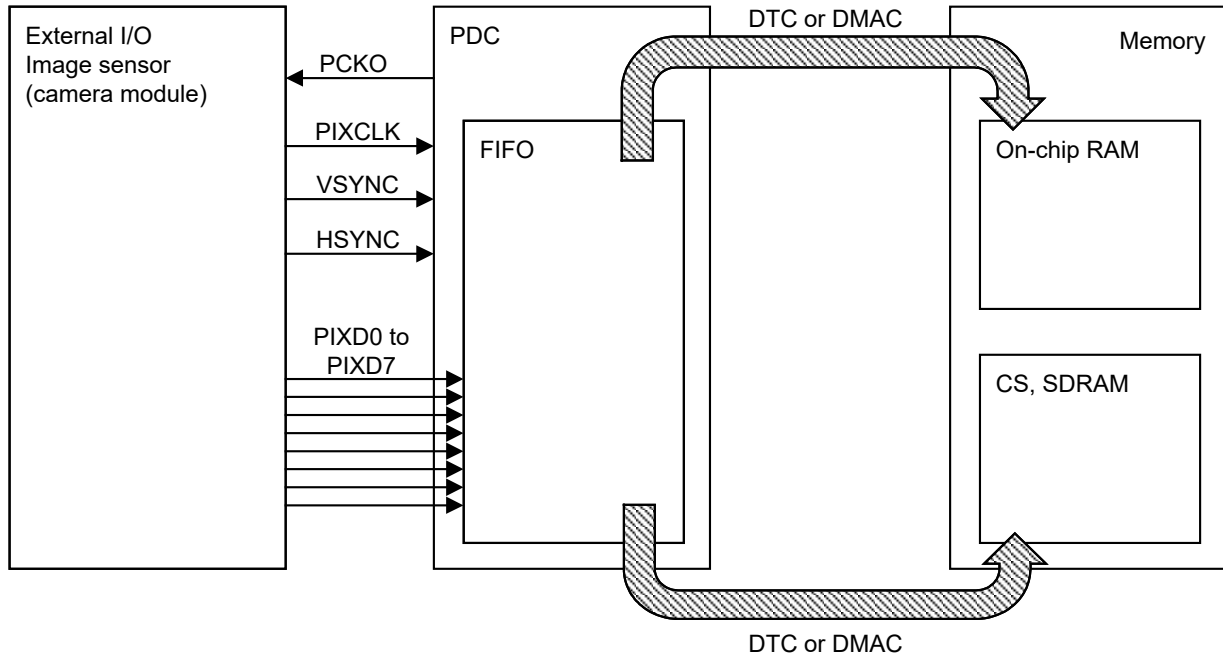 External I/O
Image sensor
(camera module)
PCKO
PIXCLK
VSYNC
HSYNC
PIXD0 to
PIXD7
PDC
FIFO
DTC or DMAC
Memory
On-chip RAM
CS, SDRAM
DTC or DMAC